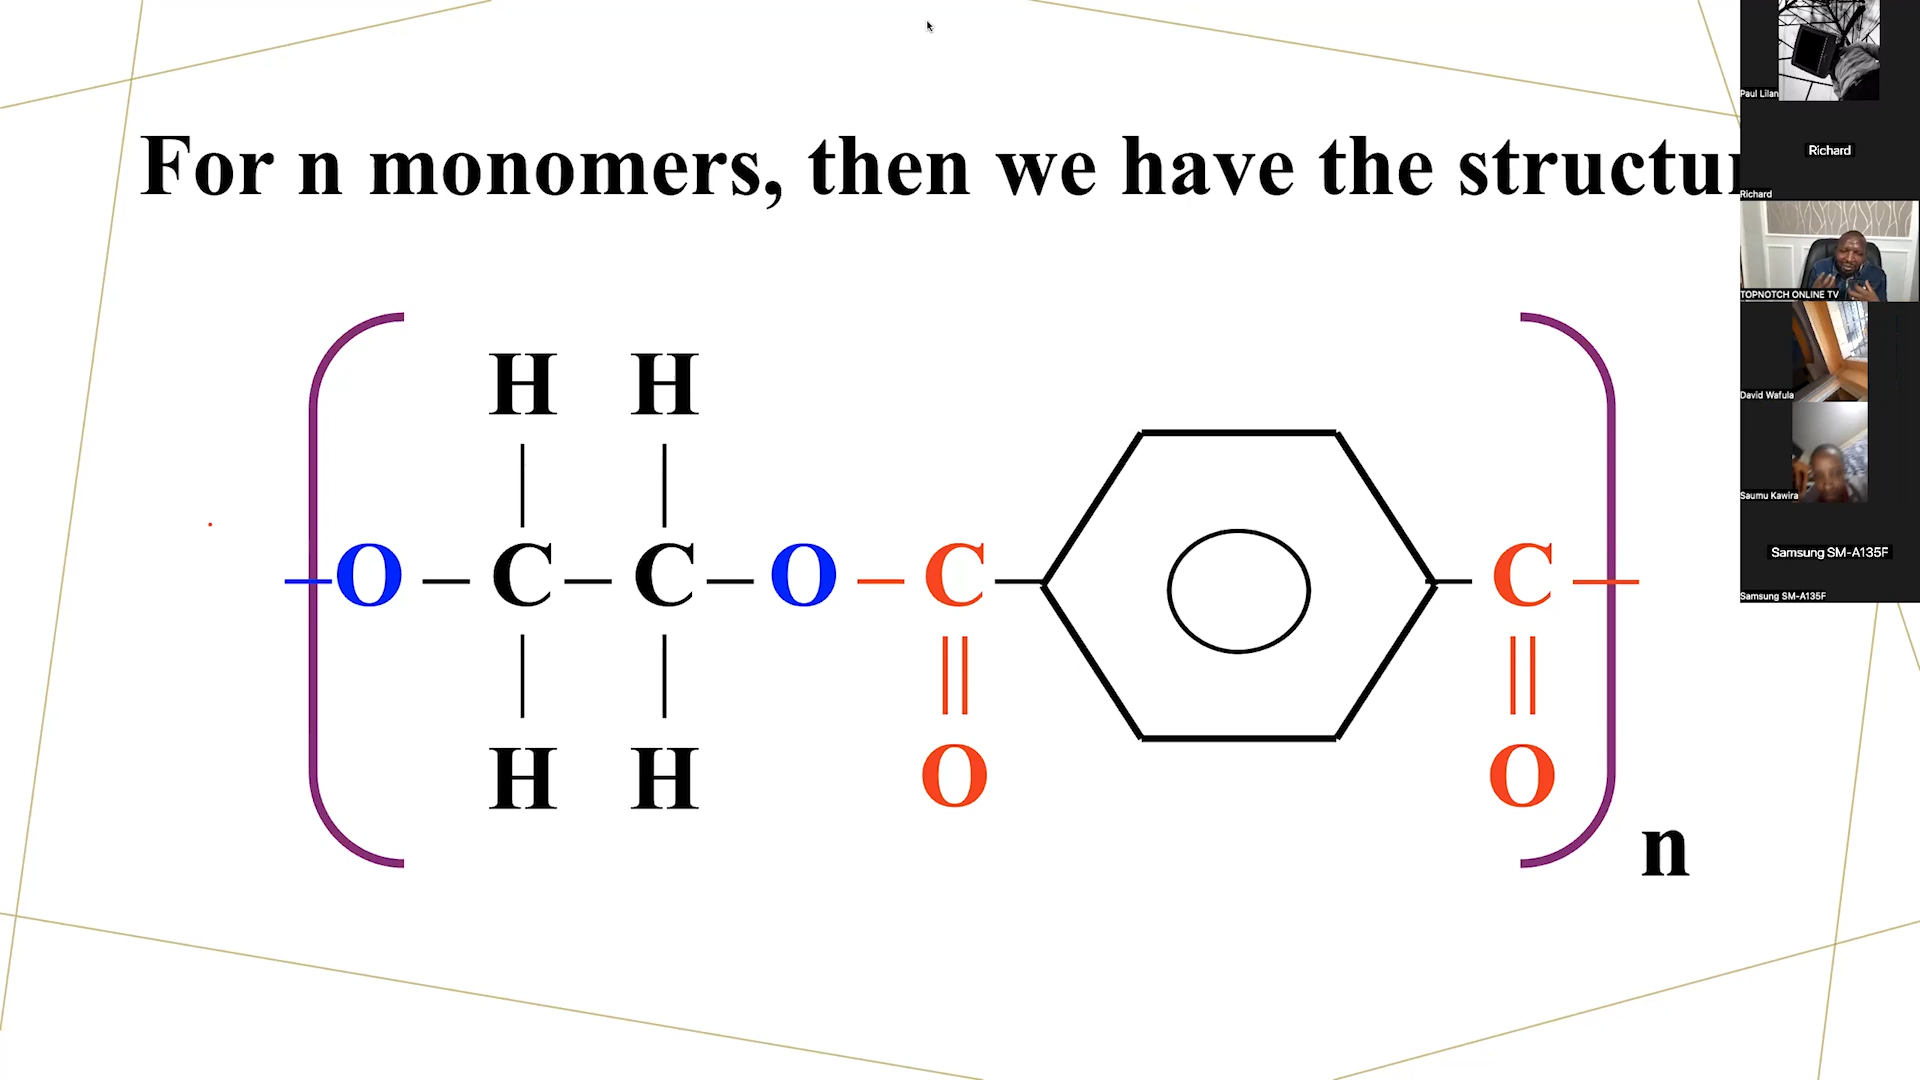 For n monomers, then we have the
H H
O C C O C C
H H O O
n
Paul Lilan
Richard
Richard
TOPNOTCH ONLINE TV
David Wafula
Saumu Kawira
Samsung SM-A135F
Samsung SM-A135F